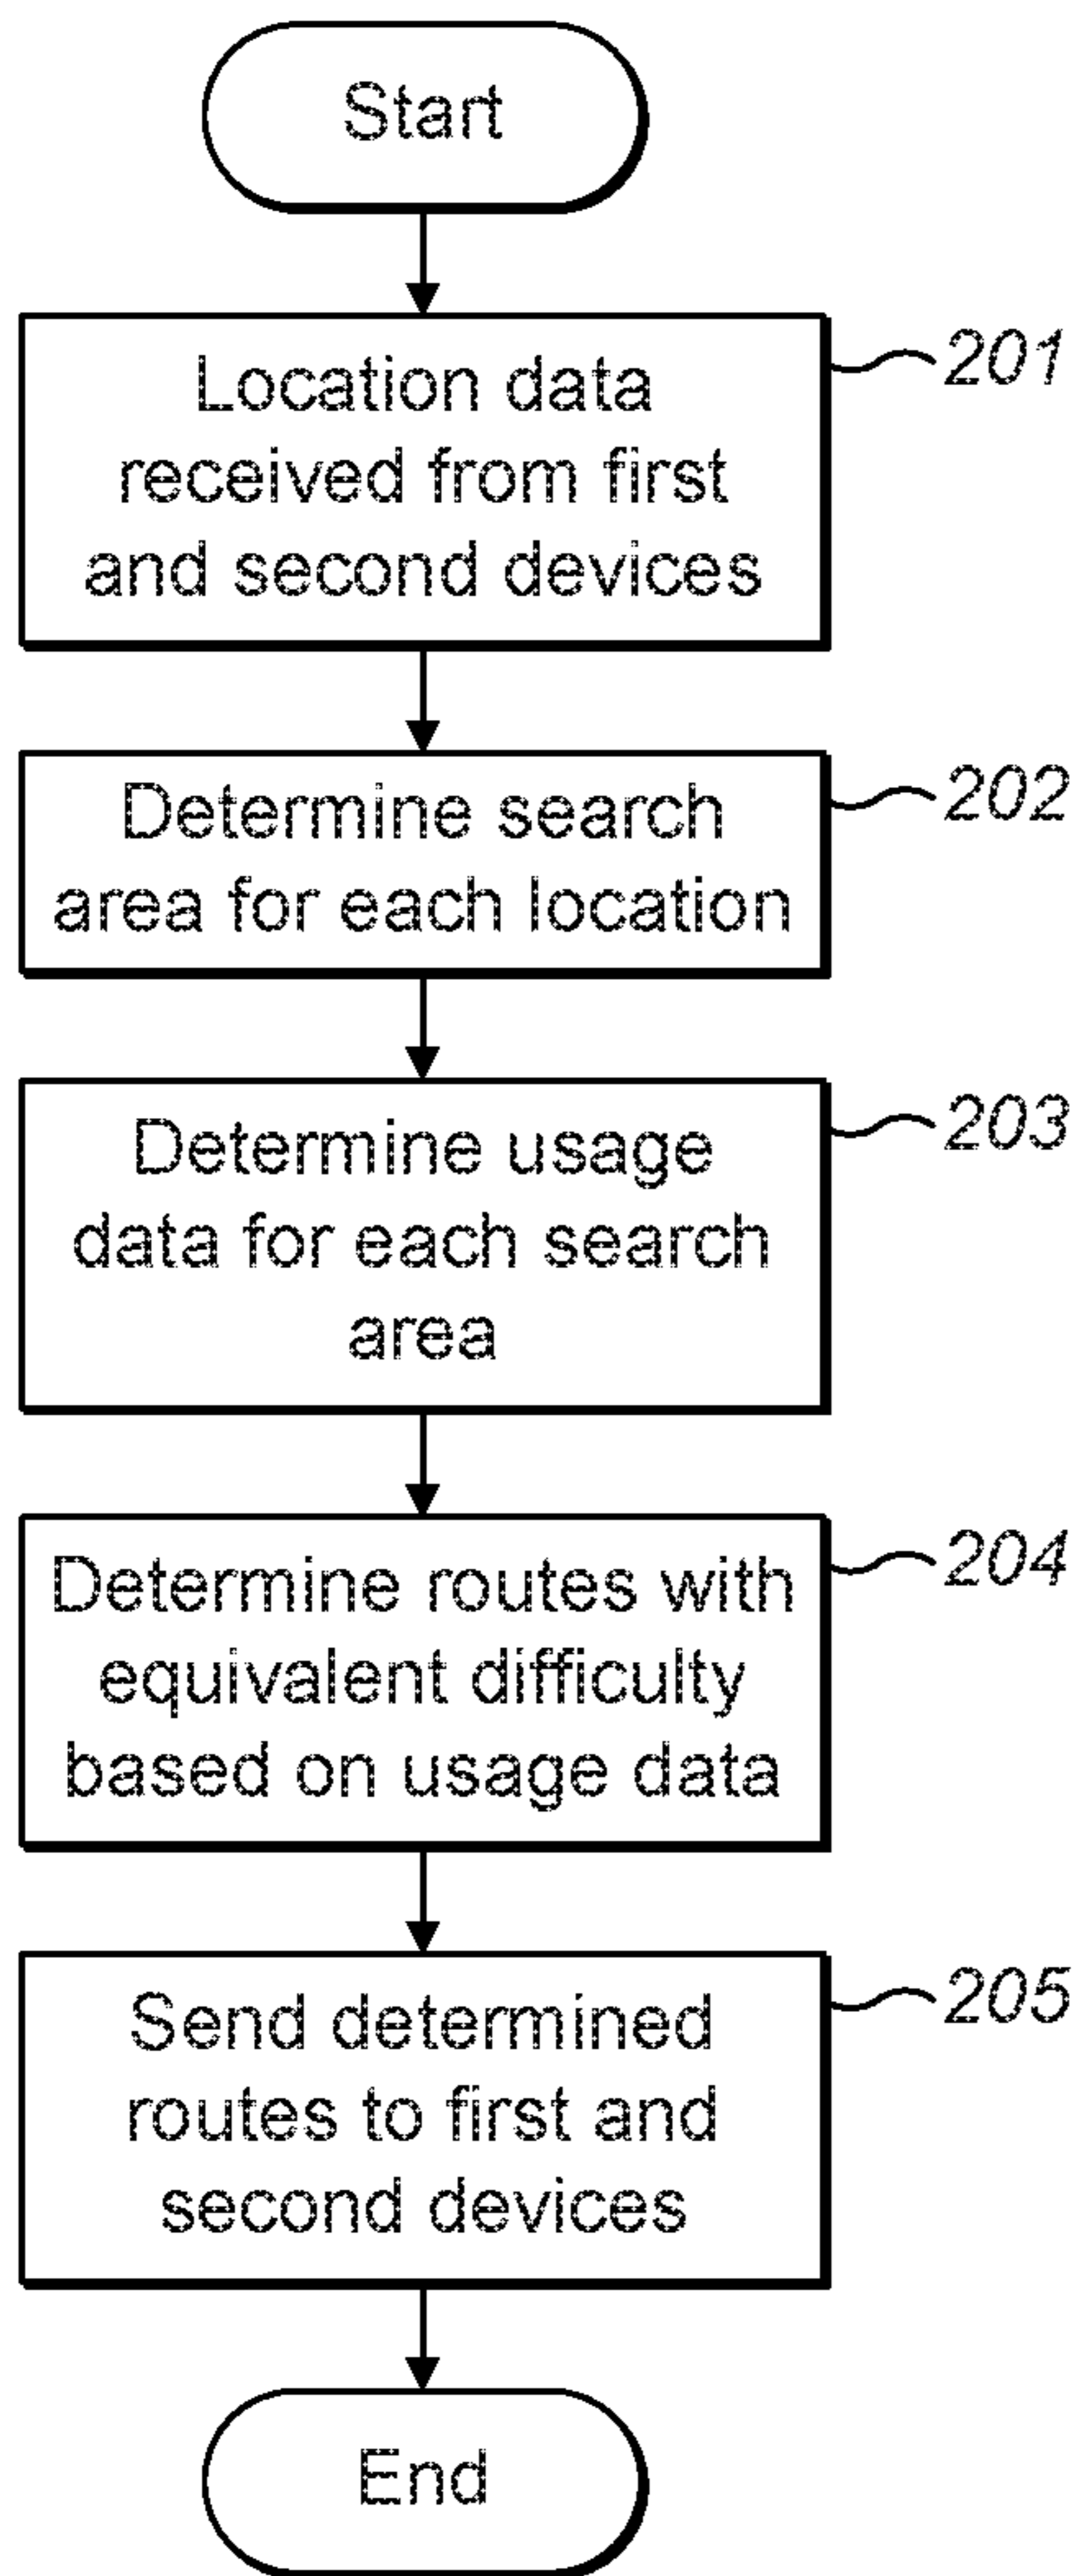 Start
Location data
received from first
and second devices
201
Determine search
area for each location
202
Determine usage
data for each search
area
203
Determine routes with
equivalent difficulty
based on usage data
204
Send determined
routes to first and
second devices
205
End